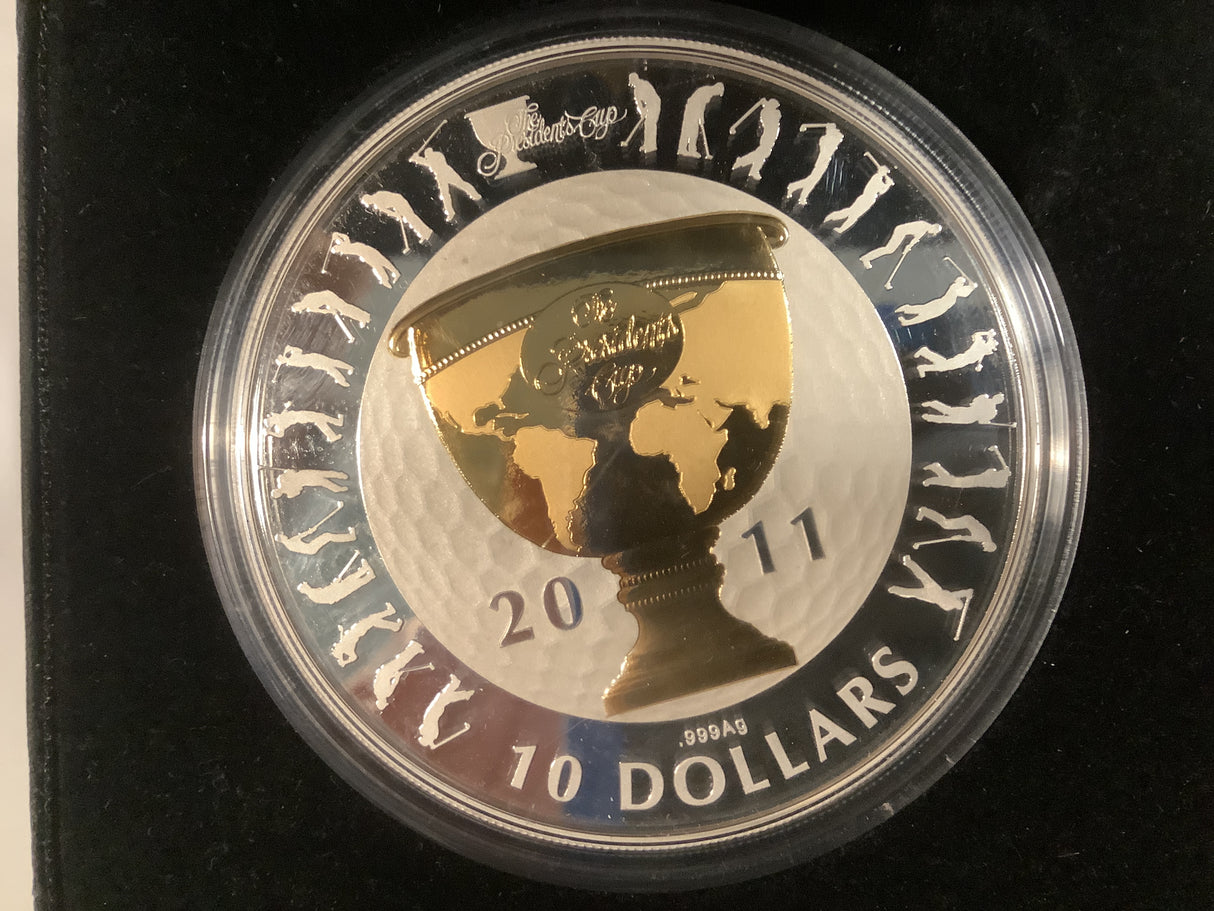 The
Presidents Cup
The
Presidents
Cup
20 11
.999Ag
10 DOLLARS